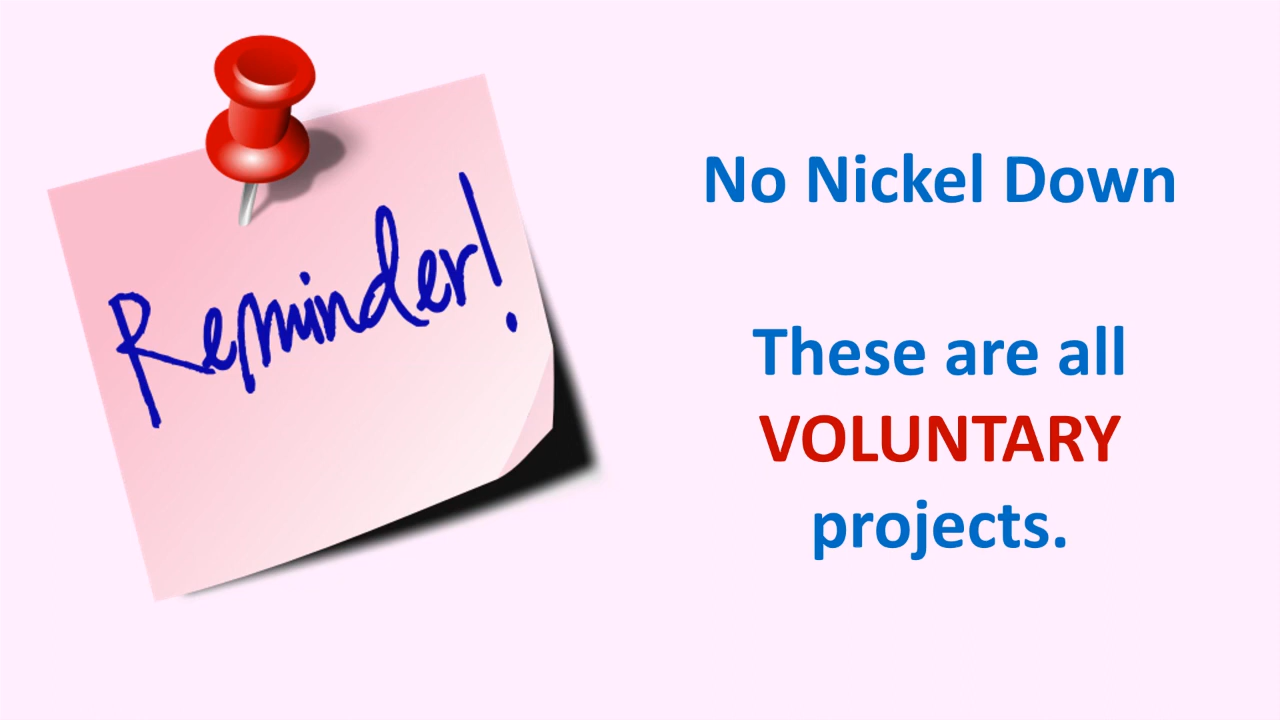 Reminder!
No Nickel Down
These are all
VOLUNTARY
projects.